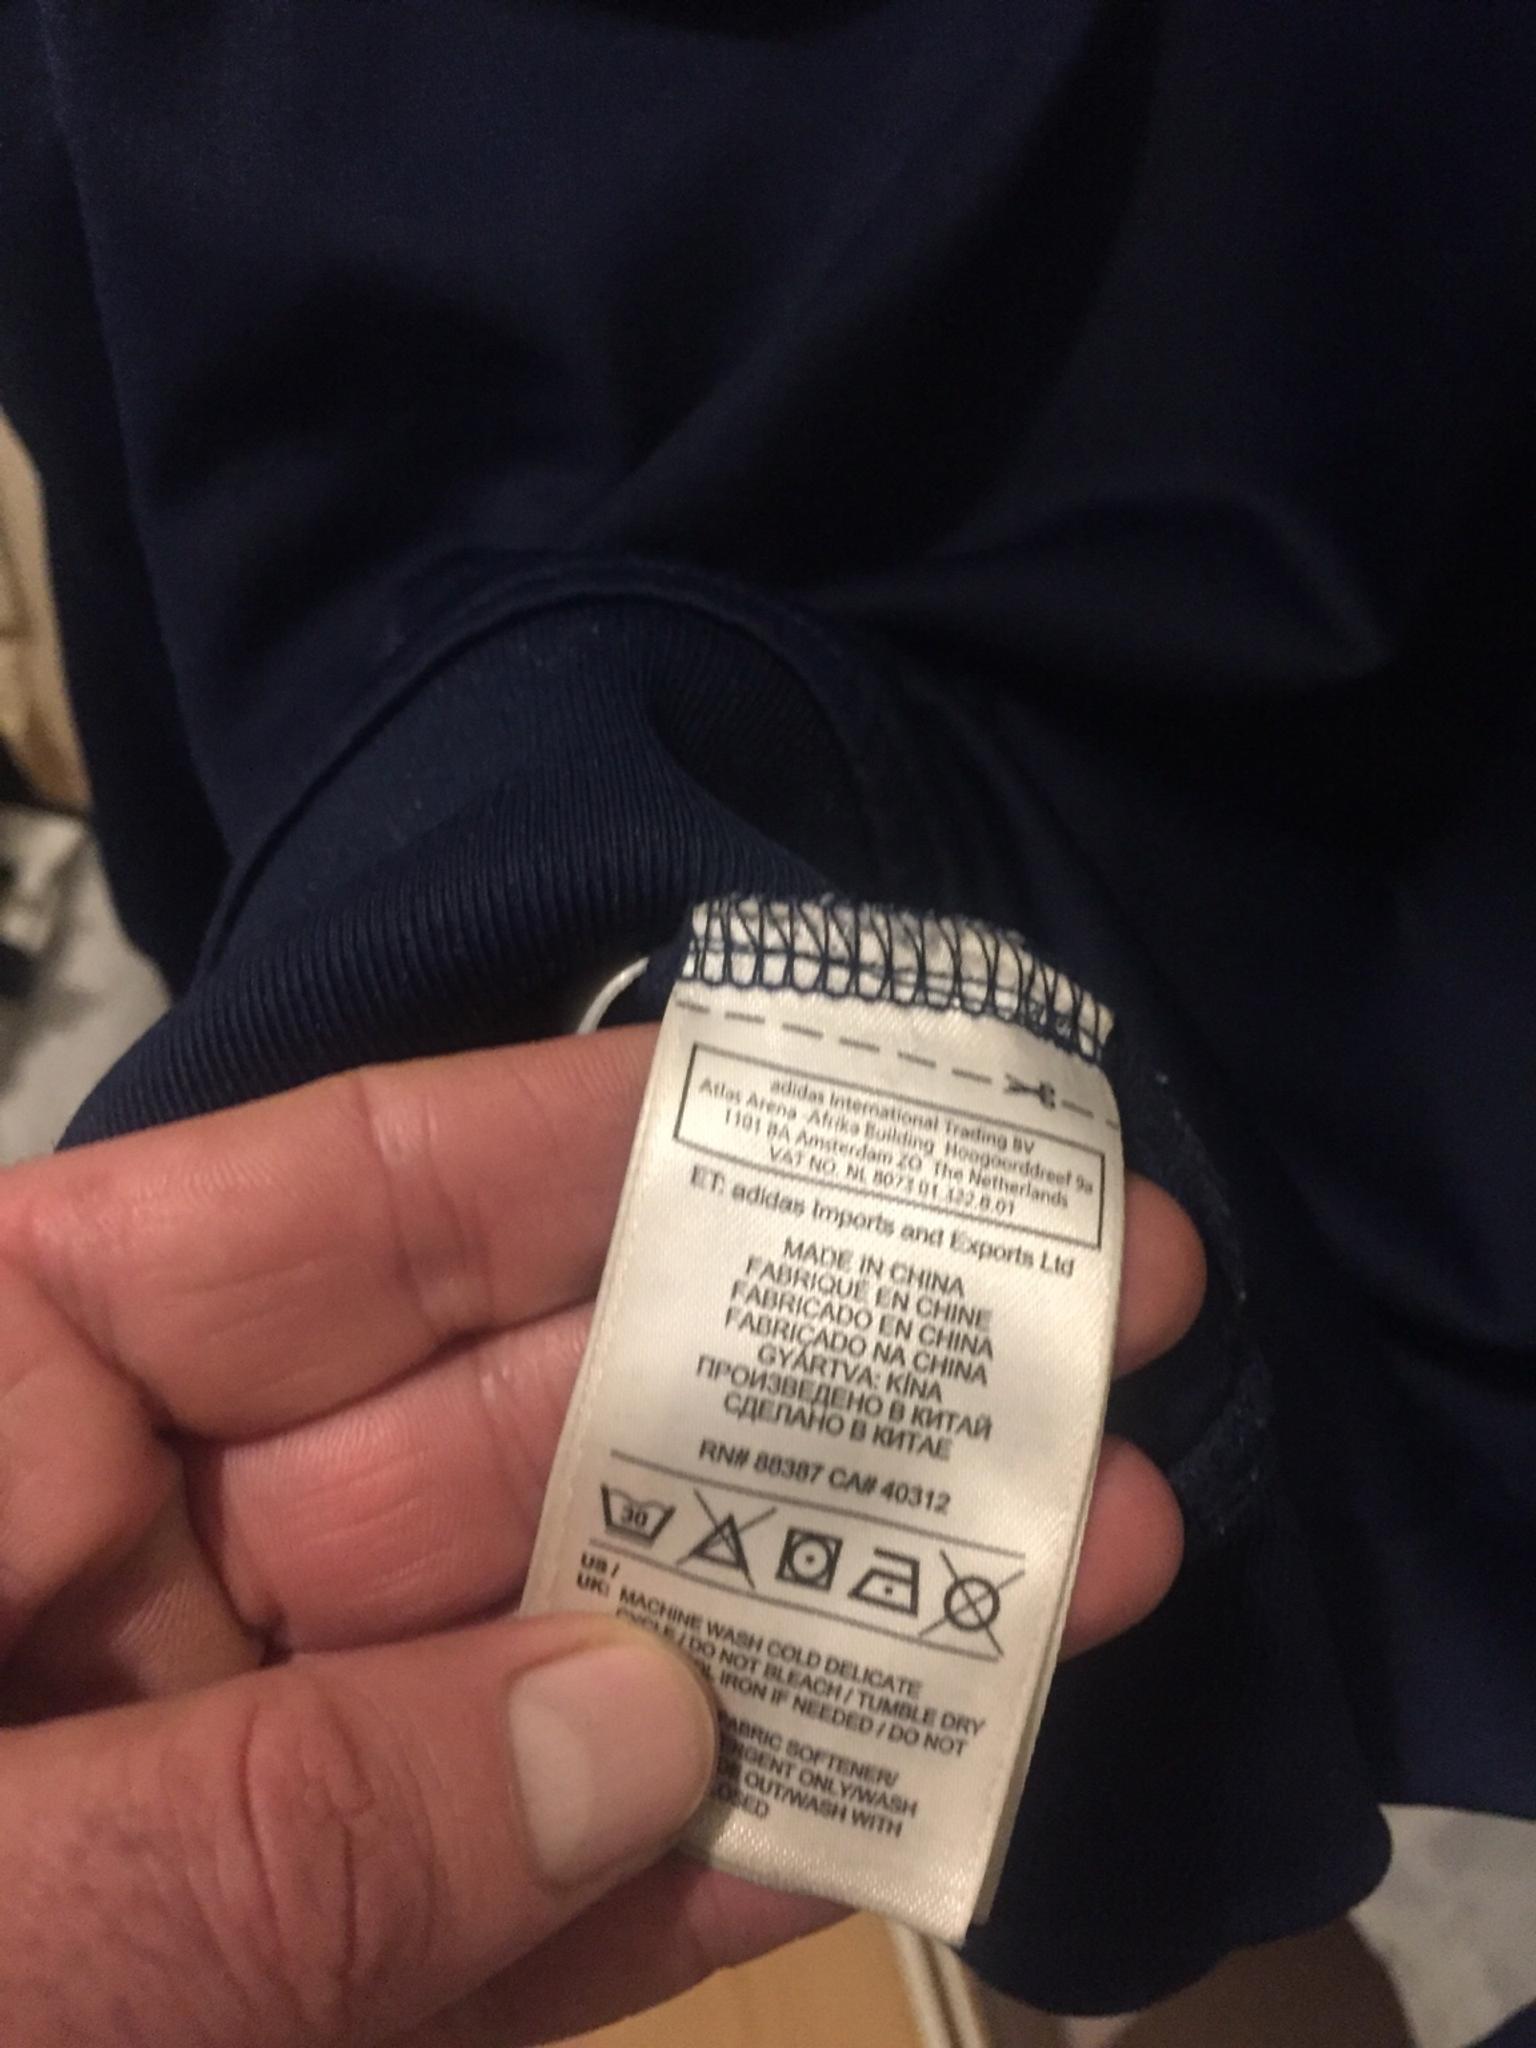 adidas International Trading BV
Atlas Arena Afrika Building Hoogoorddreef 9a
1101 BA Amsterdam ZO The Netherlands
VAT NO. NL 8073 01 322 B 01
ET: adidas Imports and Exports Ltd
MADE IN CHINA
FABRIQUÉ EN CHINE
FABRICADO EN CHINA
FABRICADO NA CHINA
GYÁRTVA: KÍNA
ПРОИЗВЕДЕНО В КИТАЙ
СДЕЛАНО В КИТАЕ
RN# 88387 CA# 40312
30
US /
UK: MACHINE WASH COLD DELICATE
CYCLE / DO NOT BLEACH / TUMBLE DRY
IRON IF NEEDED / DO NOT
FABRIC SOFTENER/
ONLY/WASH
OUT/WASH WITH